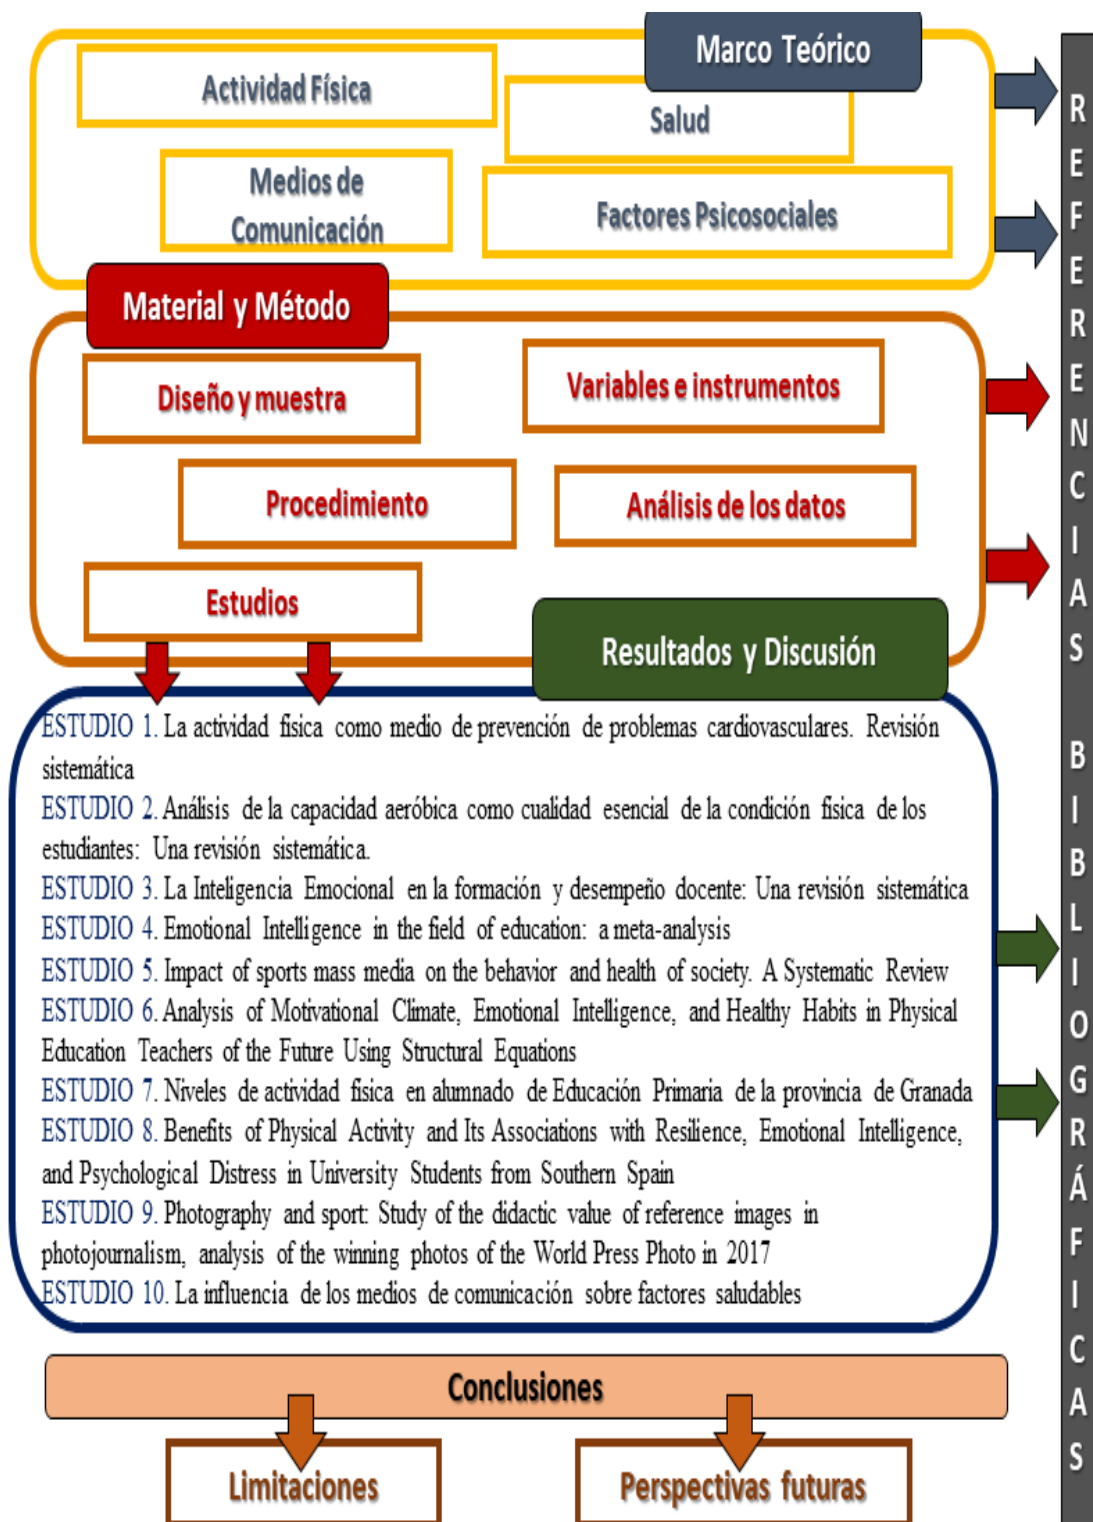 Marco Teórico
Actividad Física
Salud
Medios de
Comunicación
Factores Psicosociales
Material y Método
Diseño y muestra
Variables e instrumentos
Procedimiento
Análisis de los datos
Estudios
Resultados y Discusión
ESTUDIO 1. La actividad física como medio de prevención de problemas cardiovasculares. Revisión
sistemática
ESTUDIO 2. Análisis de la capacidad aeróbica como cualidad esencial de la condición física de los
estudiantes: Una revisión sistemática.
ESTUDIO 3. La Inteligencia Emocional en la formación y desempeño docente: Una revisión sistemática
ESTUDIO 4. Emotional Intelligence in the field of education: a meta-analysis
ESTUDIO 5. Impact of sports mass media on the behavior and health of society. A Systematic Review
ESTUDIO 6. Analysis of Motivational Climate, Emotional Intelligence, and Healthy Habits in Physical
Education Teachers of the Future Using Structural Equations
ESTUDIO 7. Niveles de actividad física en alumnado de Educación Primaria de la provincia de Granada
ESTUDIO 8. Benefits of Physical Activity and Its Associations with Resilience, Emotional Intelligence,
and Psychological Distress in University Students from Southern Spain
ESTUDIO 9. Photography and sport: Study of the didactic value of reference images in
photojournalism, analysis of the winning photos of the World Press Photo in 2017
ESTUDIO 10. La influencia de los medios de comunicación sobre factores saludables
Conclusiones
Limitaciones
Perspectivas futuras
REFERENCIAS BIBLIOGRÁFICAS